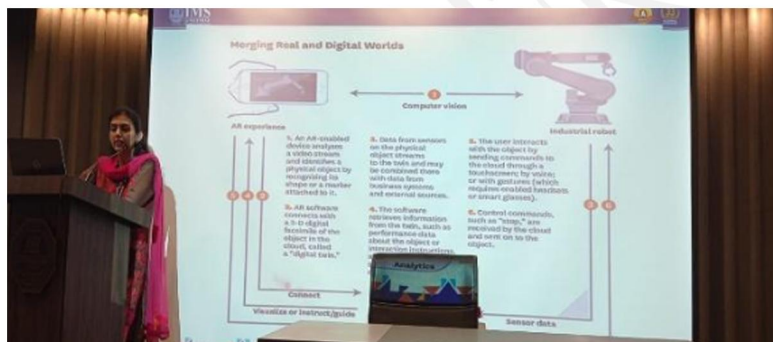 IMS
Merging Real and Digital Worlds
1
Computer vision
AR experience
Industrial robot
1. An AR-enabled
device analyzes
a video stream
and identifies a
physical object by
recognizing its
shape or a marker
attached to it.
2. AR software
connects with
a 3-D digital
facsimile of the
object in the
cloud, called
a "digital twin."
3. Data from sensors
on the physical
object streams
to the twin and may
be combined there
with data from
business systems
and external sources.
4. The software
retrieves information
from the twin, such as
performance data
about the object or
interaction instructions,
5. The user interacts
with the object by
sending commands to
the cloud through a
touchscreen; by voice;
or with gestures (which
requires enabled headsets
or smart glasses).
6. Control commands,
such as "stop," are
received by the cloud
and sent on to the
object.
5 4 2
3 6
Analytics
Connect
Visualize or instruct/guide
Sensor data